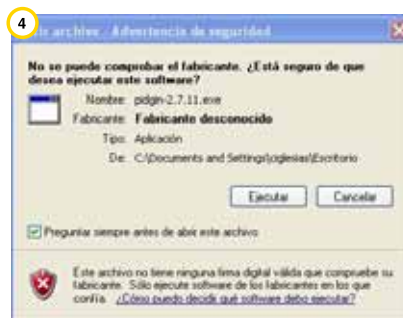 4
Abrir archivo - Advertencia de seguridad
No se puede comprobar el fabricante. ¿Está seguro de que
desea ejecutar este software?
Nombre: pidgin-2.7.11.exe
Fabricante: Fabricante desconocido
Tipo: Aplicación
De: C:\Documents and Settings\ciglesias\Escritorio
Ejecutar Cancelar
Preguntar siempre antes de abrir este archivo
Este archivo no tiene ninguna firma digital válida que compruebe su
fabricante. Sólo ejecute software de los fabricantes en los que
confía. ¿Cómo puedo decidir qué software debo ejecutar?